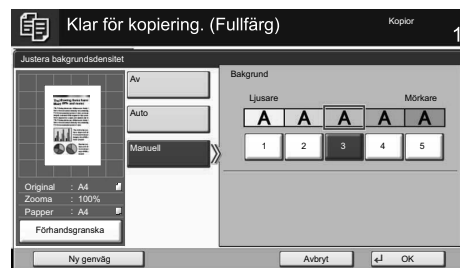 Klar för kopiering. (Fullfärg)
Kopior
1
Justera bakgrundsdensitet
Av
Auto
Manuell
Bakgrund
Ljusare
Mörkare
A A A A A
1 2 3 4 5
Original : A4
Zooma : 100%
Papper : A4
Förhandsgranska
Ny genväg
Avbryt
OK